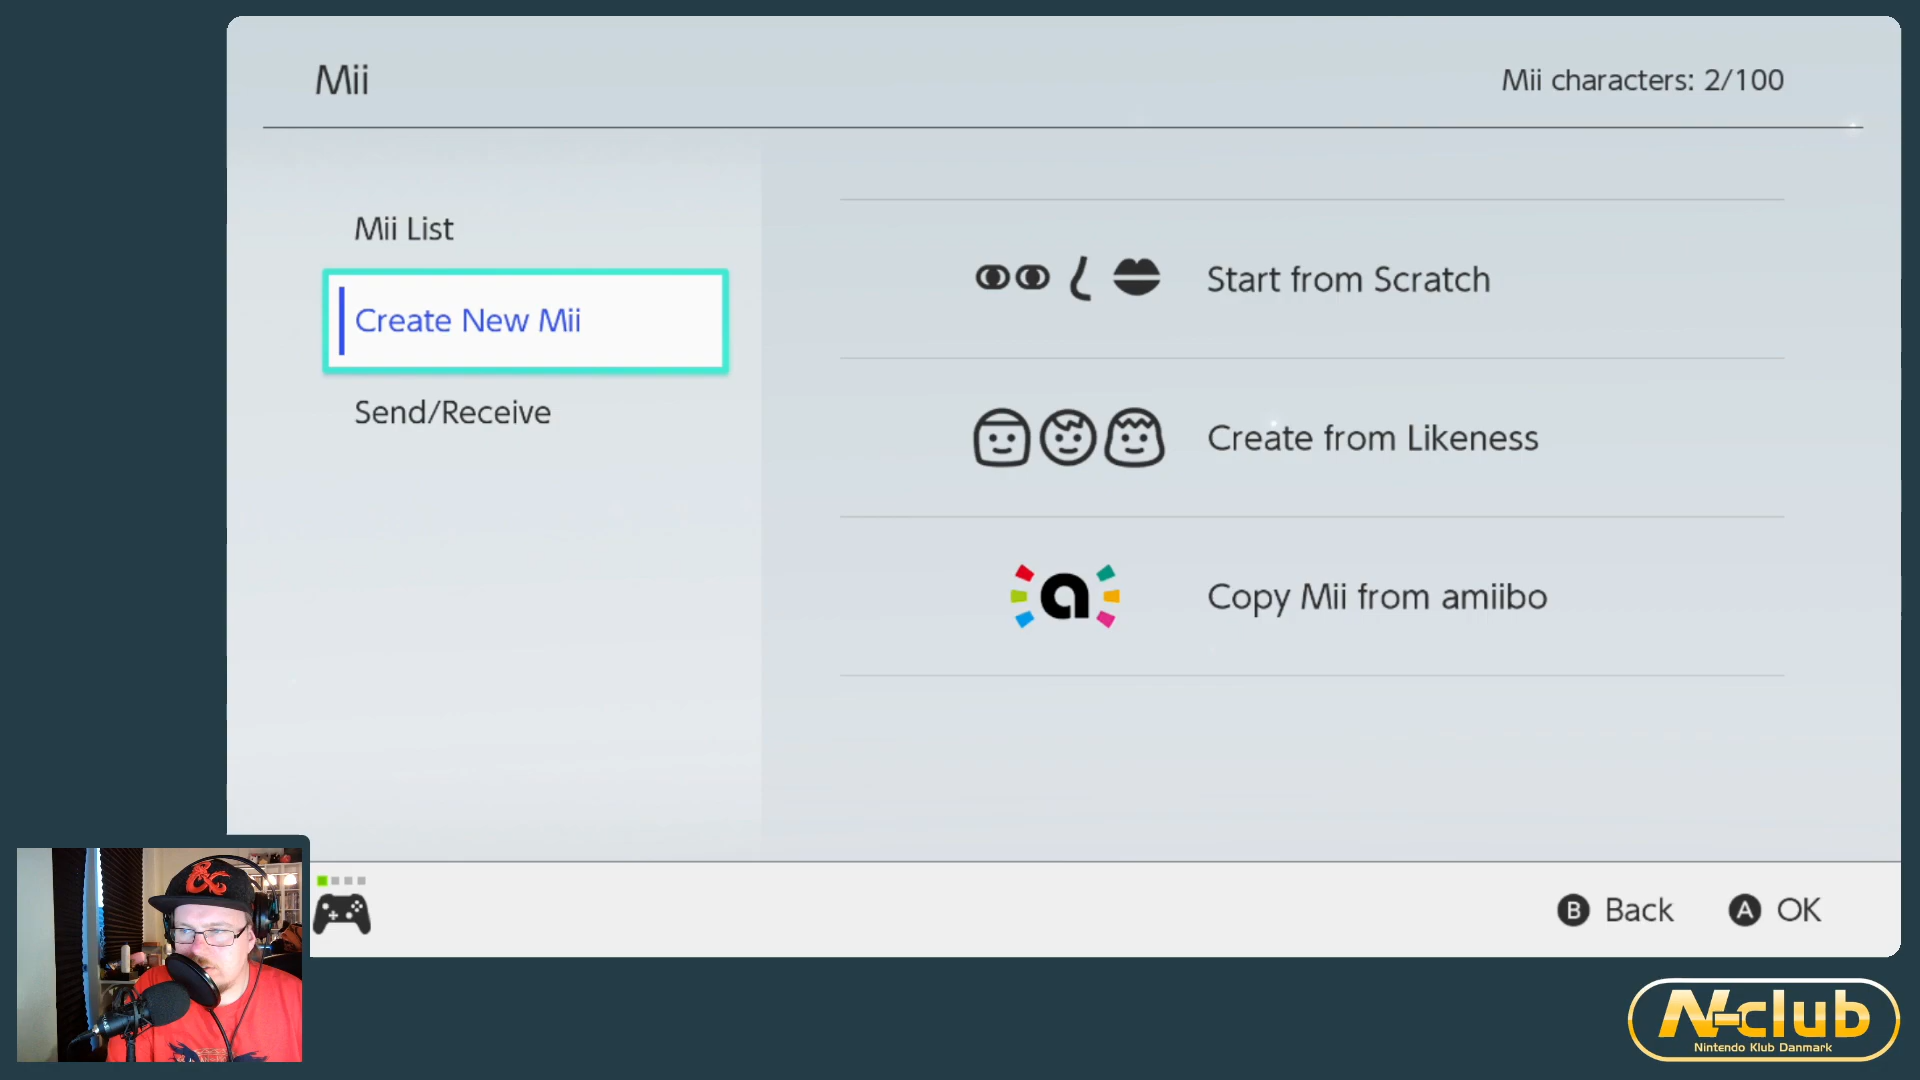 Mii
Mii characters: 2/100
Mii List
Create New Mii
Send/Receive
Start from Scratch
Create from Likeness
a
Copy Mii from amiibo
B Back
A OK
N-club
Nintendo Klub Danmark